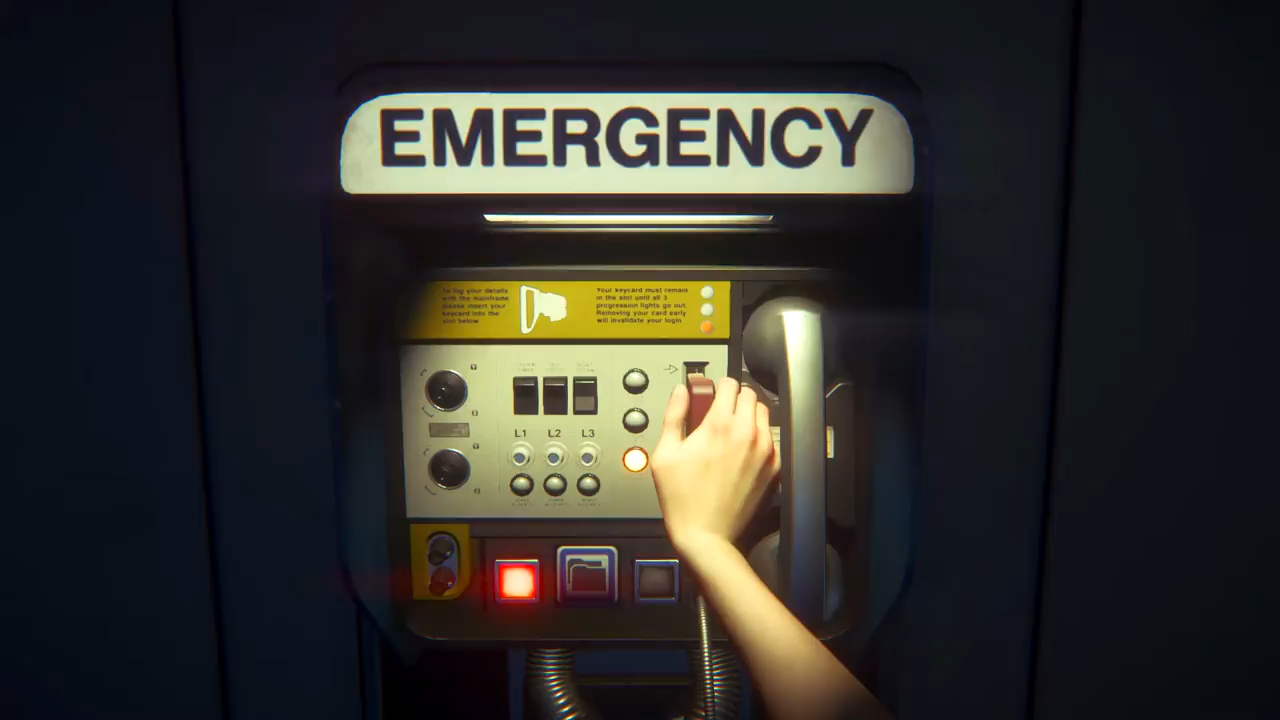 EMERGENCY
To log your details
with the mainframe
please insert your
keycard into the
slot below
Your keycard must remain
in the slot until all 3
progression lights go out.
Removing your card early
will invalidate your login
L1 L2 L3